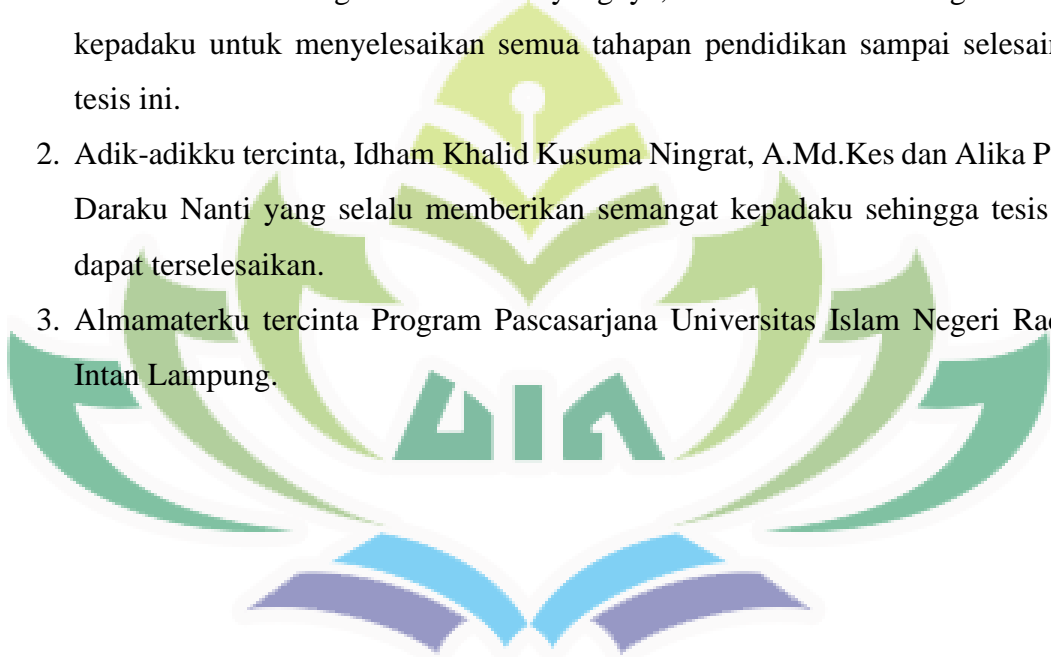 kepadaku untuk menyelesaikan semua tahapan pendidikan sampai
tesis ini.
2. Adik-adikku tercinta, Idham Khalid Kusuma Ningrat, A.Md.Kes dan Alika
Daraku Nanti yang selalu memberikan semangat kepadaku sehingga tesis
dapat terselesaikan.
3. Almamaterku tercinta Program Pascasarjana Universitas Islam Negeri
Intan Lampung.
UIN